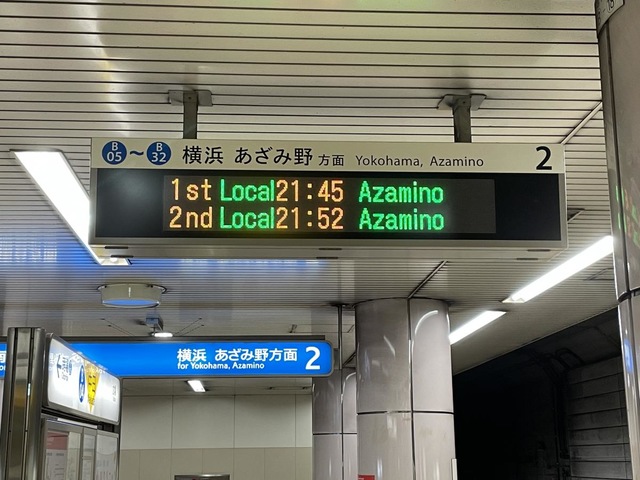 B05～B32 横浜 あざみ野 方面 Yokohama, Azamino 2
1st Local 21:45 Azamino
2nd Local 21:52 Azamino
横浜 あざみ野方面 2
for Yokohama, Azamino